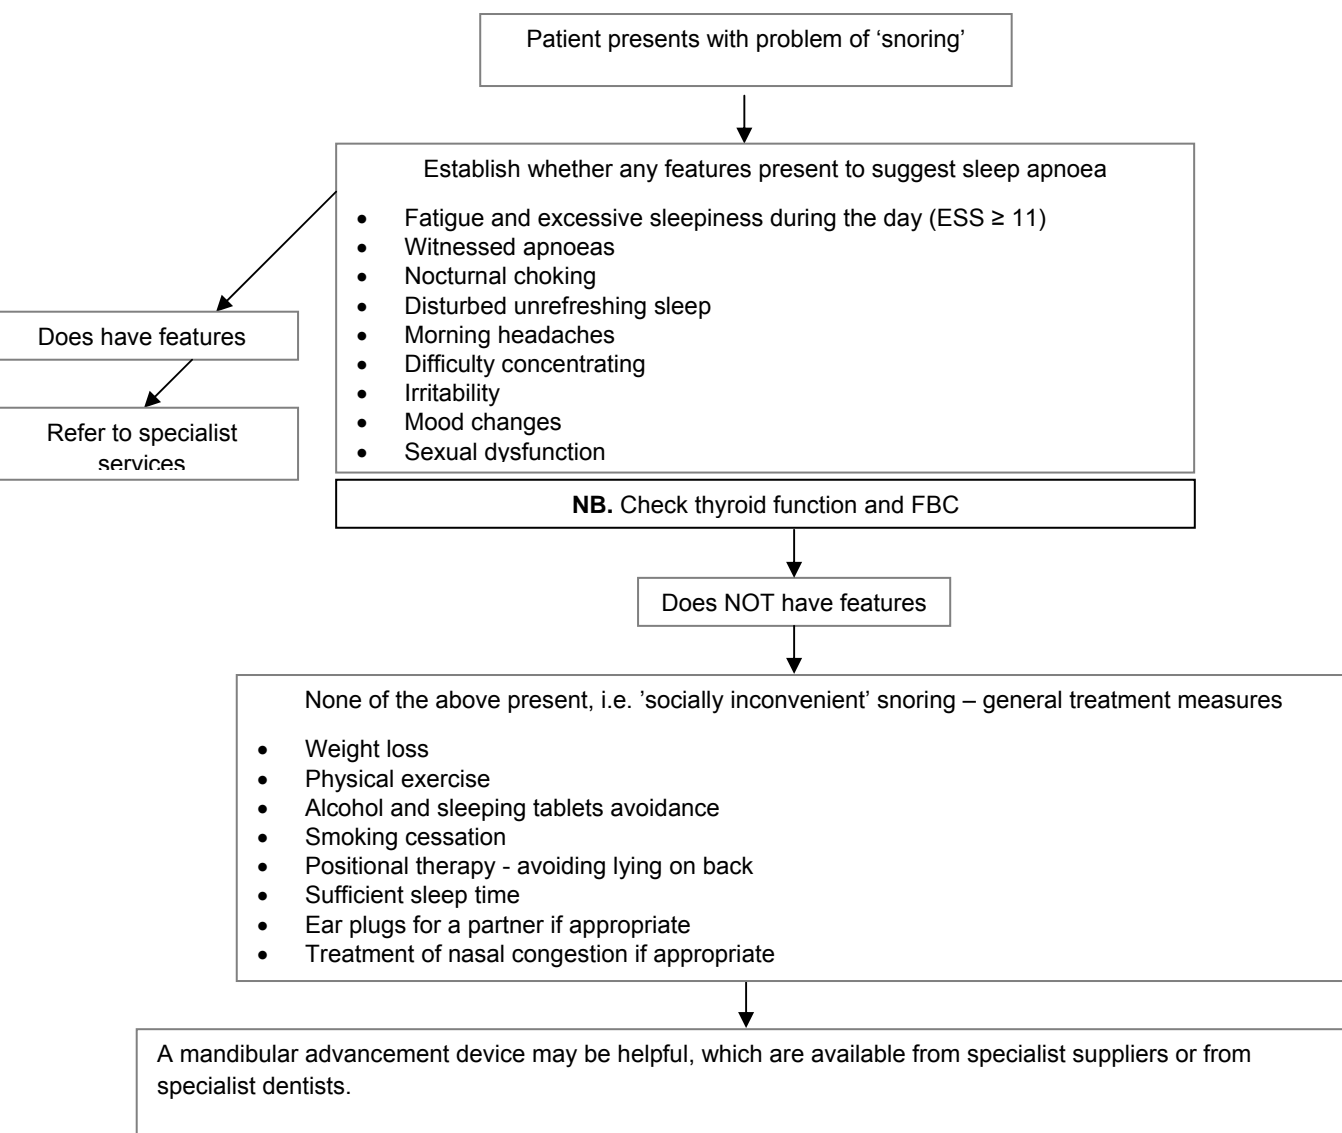 Patient presents with problem of ‘snoring’
Establish whether any features present to suggest sleep apnoea
• Fatigue and excessive sleepiness during the day (ESS ≥ 11)
• Witnessed apnoeas
• Nocturnal choking
• Disturbed unrefreshing sleep
• Morning headaches
• Difficulty concentrating
• Irritability
• Mood changes
• Sexual dysfunction
Does have features
Refer to specialist
services
NB. Check thyroid function and FBC
Does NOT have features
None of the above present, i.e. ’socially inconvenient’ snoring – general treatment measures
• Weight loss
• Physical exercise
• Alcohol and sleeping tablets avoidance
• Smoking cessation
• Positional therapy - avoiding lying on back
• Sufficient sleep time
• Ear plugs for a partner if appropriate
• Treatment of nasal congestion if appropriate
A mandibular advancement device may be helpful, which are available from specialist suppliers or from
specialist dentists.